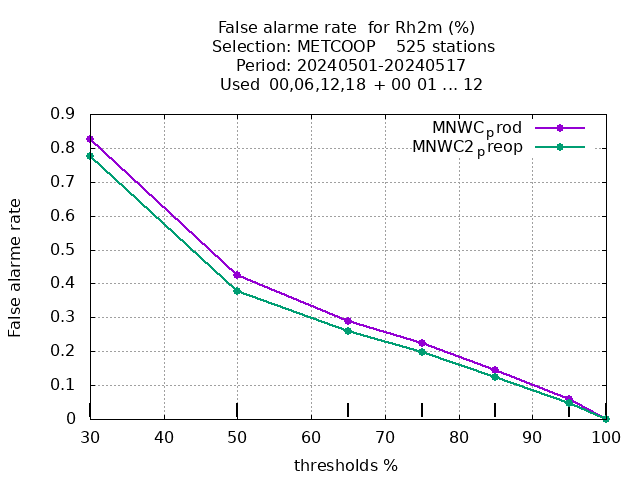 False alarme rate  for Rh2m (%)
Selection: METCOOP    525 stations
Period: 20240501-20240517
Used  00,06,12,18  + 00 01 ... 12
MNWCprod
MNWC2preop
False alarme rate
0.9
0.8
0.7
0.6
0.5
0.4
0.3
0.2
0.1
0
30 40 50 60 70 80 90 100
thresholds %